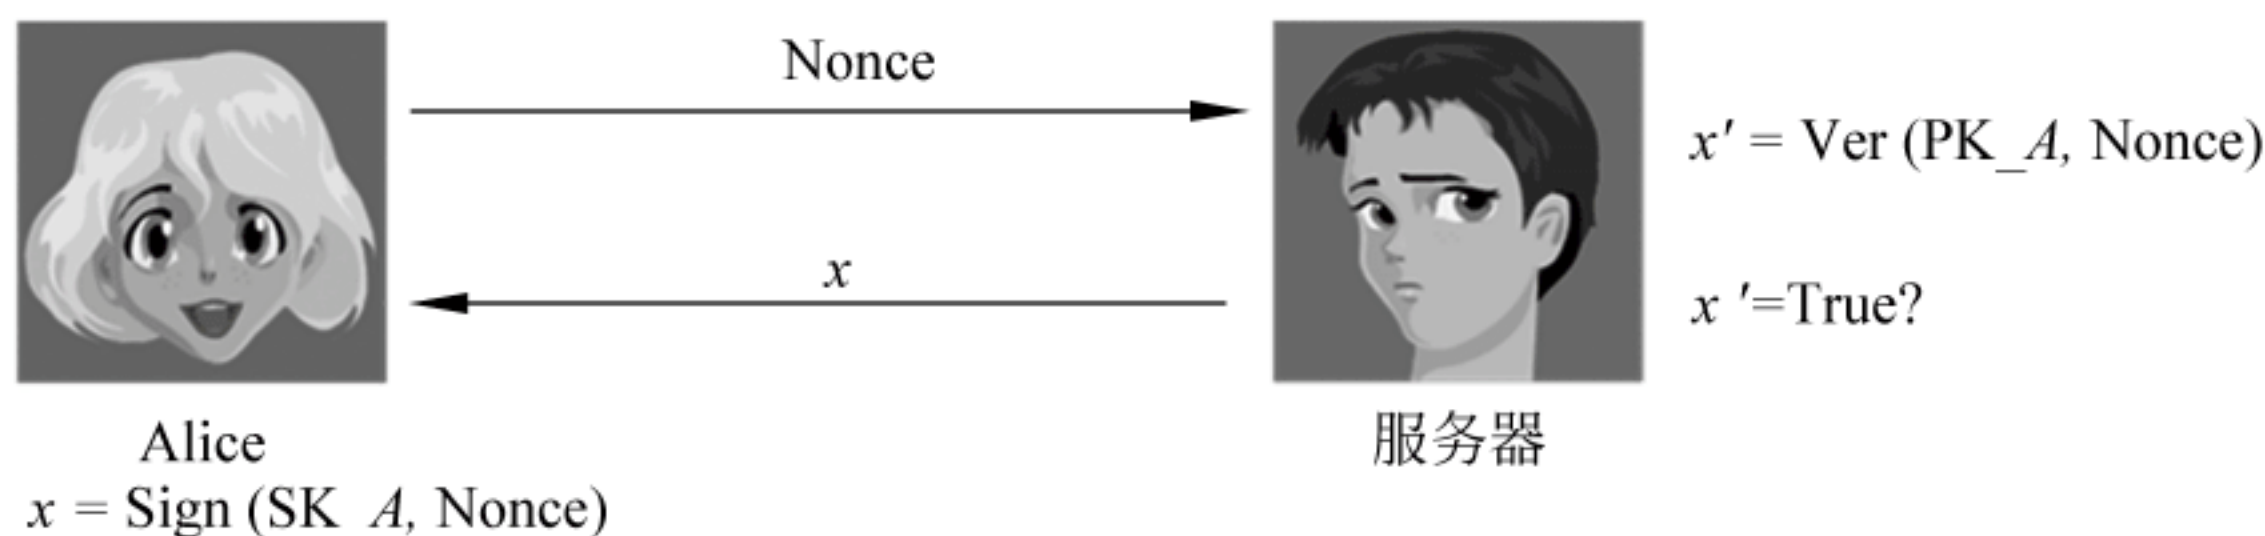 Nonce
x′ = Ver (PK_A, Nonce)
x
x ′=True?
Alice
服务器
x = Sign (SK A, Nonce)